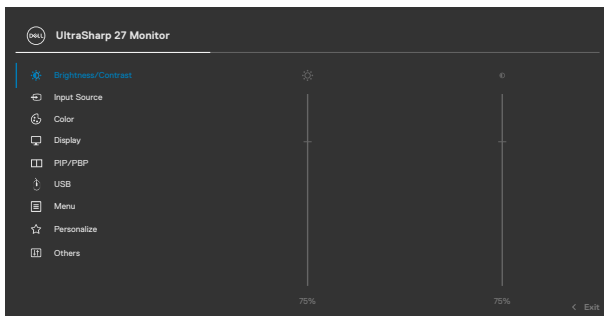 DELL UltraSharp 27 Monitor
Brightness/Contrast
Input Source
Color
Display
PIP/PBP
USB
Menu
Personalize
Others
75% 75%
< Exit